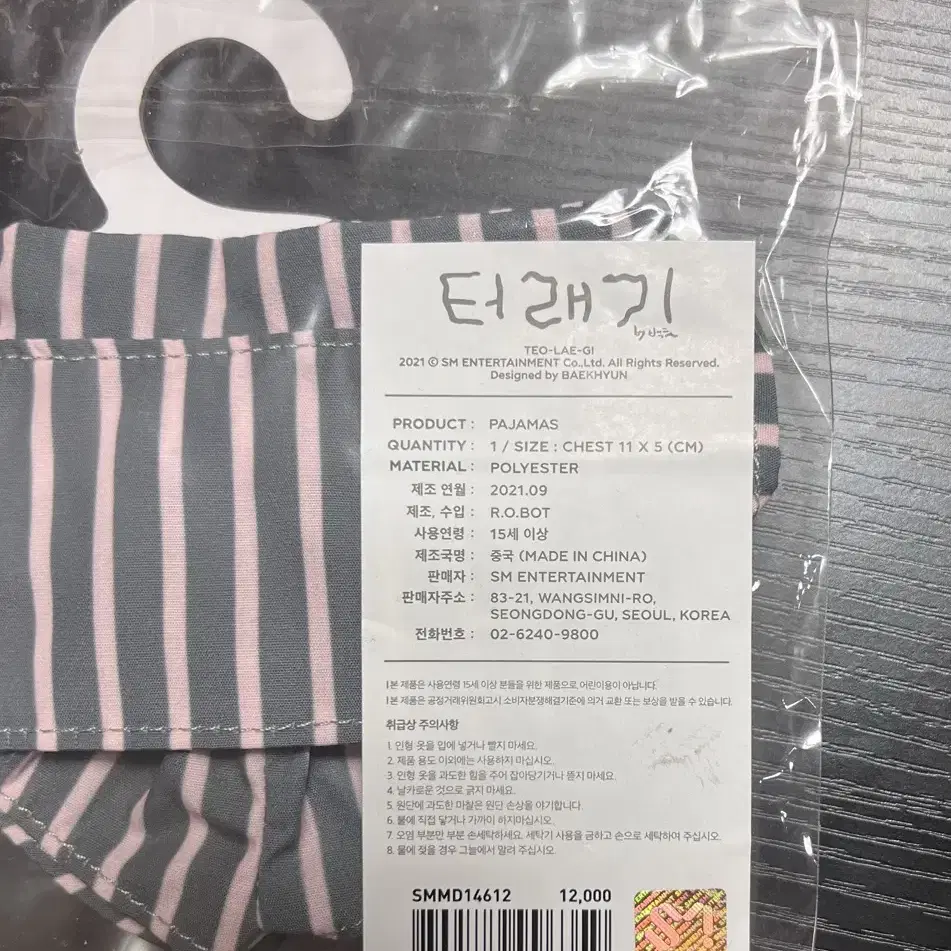 터래기
by 백현
TEO-LAE-GI
2021 © SM ENTERTAINMENT Co.,Ltd. All Rights Reserved.
Designed by BAEKHYUN
PRODUCT : PAJAMAS
QUANTITY : 1 / SIZE : CHEST 11 X 5 (CM)
MATERIAL : POLYESTER
제조 연월 : 2021.09
제조, 수입 : R.O.BOT
사용연령 : 15세 이상
제조국명 : 중국 (MADE IN CHINA)
판매자 : SM ENTERTAINMENT
판매자주소 : 83-21, WANGSIMNI-RO,
SEONGDONG-GU, SEOUL, KOREA
전화번호 : 02-6240-9800
본 제품은 사용연령 15세 이상 분들을 위한 제품으로, 어린이용이 아닙니다.
본 제품은 공정거래위원회고시 소비자분쟁해결기준에 의거 교환 또는 보상을 받을 수 있습니다.
취급상 주의사항
1. 인형 옷을 입에 넣거나 빨지 마세요.
2. 제품 용도 이외에는 사용하지 마십시오.
3. 인형 옷을 과도한 힘을 주어 잡아당기거나 뜯지 마세요.
4. 날카로운 것으로 긁지 마세요.
5. 원단에 과도한 마찰은 원단 손상을 야기합니다.
6. 불에 직접 닿거나 가까이 하지마십시오.
7. 오염 부분만 부분 손세탁하세요. 세탁기 사용을 금하고 손으로 세탁하여 주십시오.
8. 물에 젖을 경우 그늘에서 말려 주십시오.
SMMD14612 12,000
SM